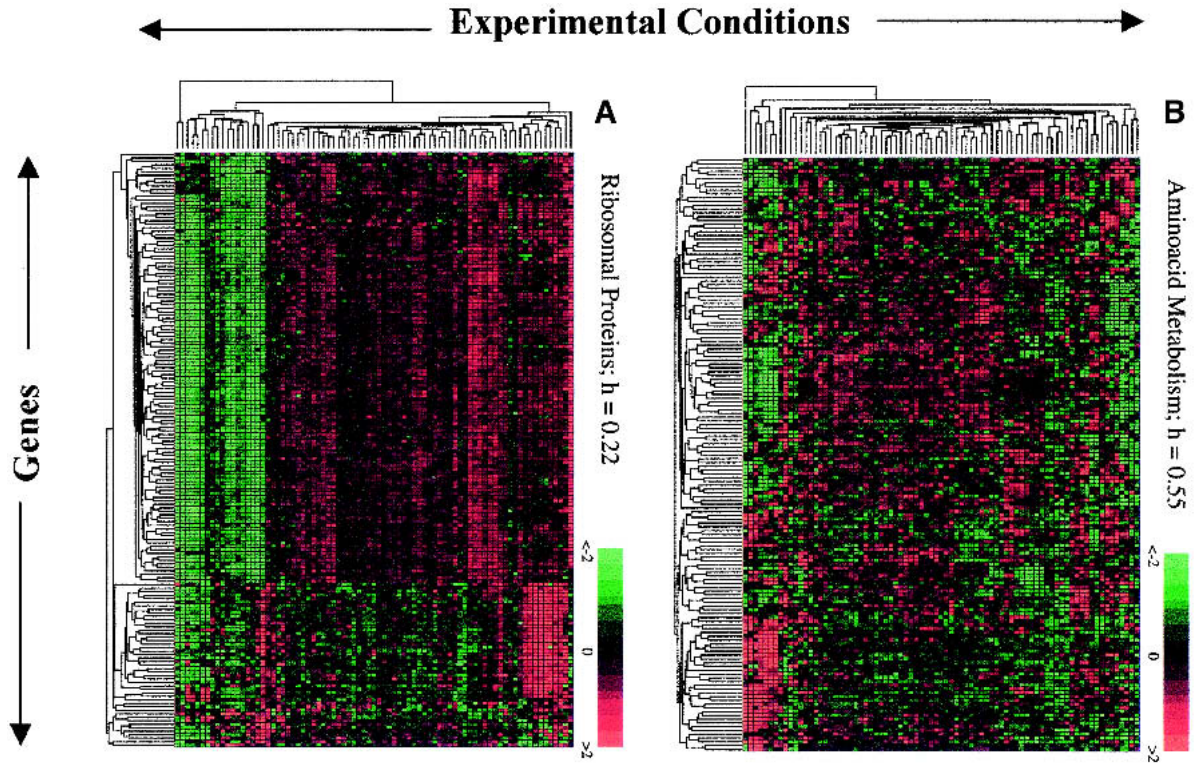 Experimental Conditions
Genes
A
Ribosomal Proteins; h = 0.22
<-2
0
>2
B
Aminoacid Metabolism; h = 0.55
<-2
0
>2